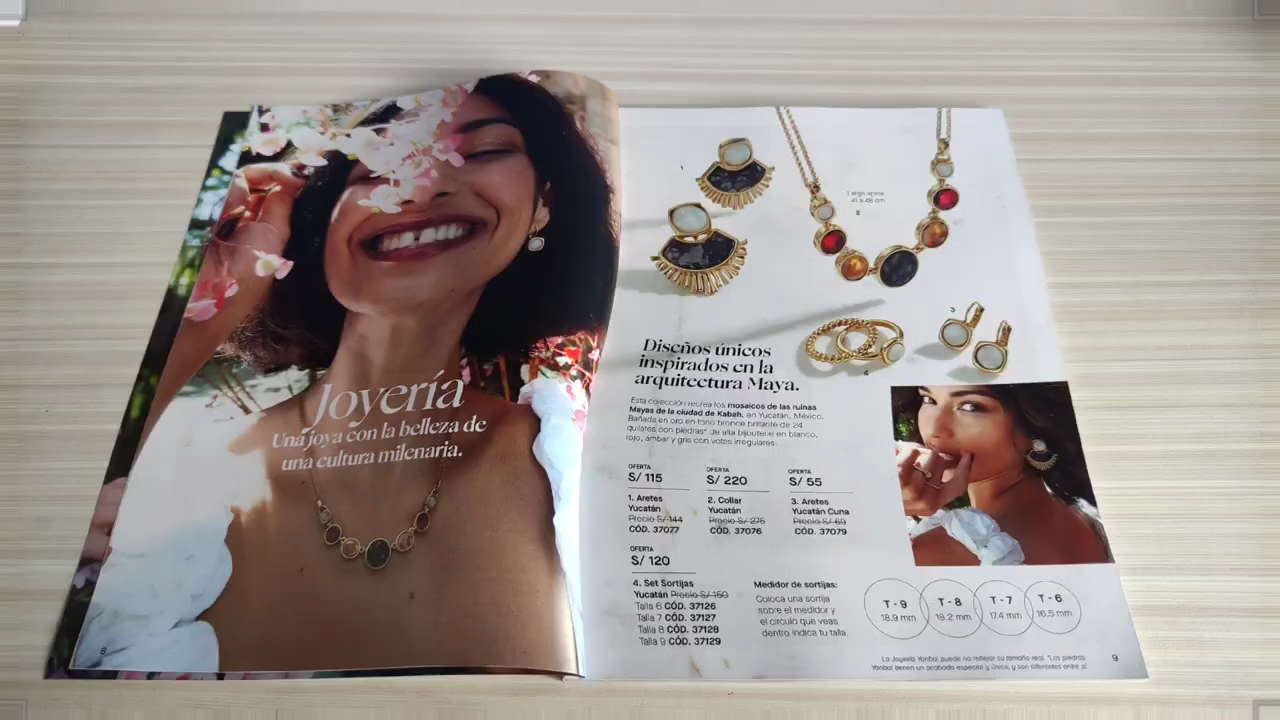 Joyería
Una joya con la belleza de
una cultura milenaria.
8
1
Largo aprox
41 a 48 cm
2
3
4
Diseños únicos
inspirados en la
arquitectura Maya.
Esta colección recrea los mosaicos de las ruinas
Mayas de la ciudad de Kabah, en Yucatán, México.
Bañada en oro en tono bronce brillante de 24
quilates con piedras* de alta bijouterie en blanco,
rojo, ámbar y gris con vetes irregulares.
OFERTA
S/ 115
1. Aretes
Yucatán
Precio S/ 144
CÓD. 37077
OFERTA
S/ 220
2. Collar
Yucatán
Precio S/ 275
CÓD. 37076
OFERTA
S/ 55
3. Aretes
Yucatán Cuna
Precio S/ 69
CÓD. 37079
OFERTA
S/ 120
4. Set Sortijas
Yucatán Precio S/ 150
Talla 6 CÓD. 37126
Talla 7 CÓD. 37127
Talla 8 CÓD. 37128
Talla 9 CÓD. 37129
Medidor de sortijas:
Coloca una sortija
sobre el medidor y
el círculo que veas
dentro indica tu talla.
T - 9
18.9 mm
T - 8
18.2 mm
T - 7
17.4 mm
T - 6
16.5 mm
La Joyería Yanbal puede no reflejar su tamaño real. *Las piedras
Yanbal tienen un acabado especial y único, y son diferentes entre sí
9